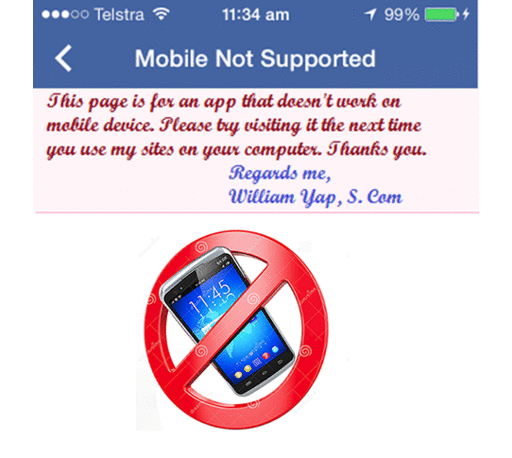 Telstra 11:34 am 99%
Mobile Not Supported
This page is for an app that doesn't work on
mobile device. Please try visiting it the next time
you use my sites on your computer. Thanks you.
Regards me,
William Yap, S. Com
11:45